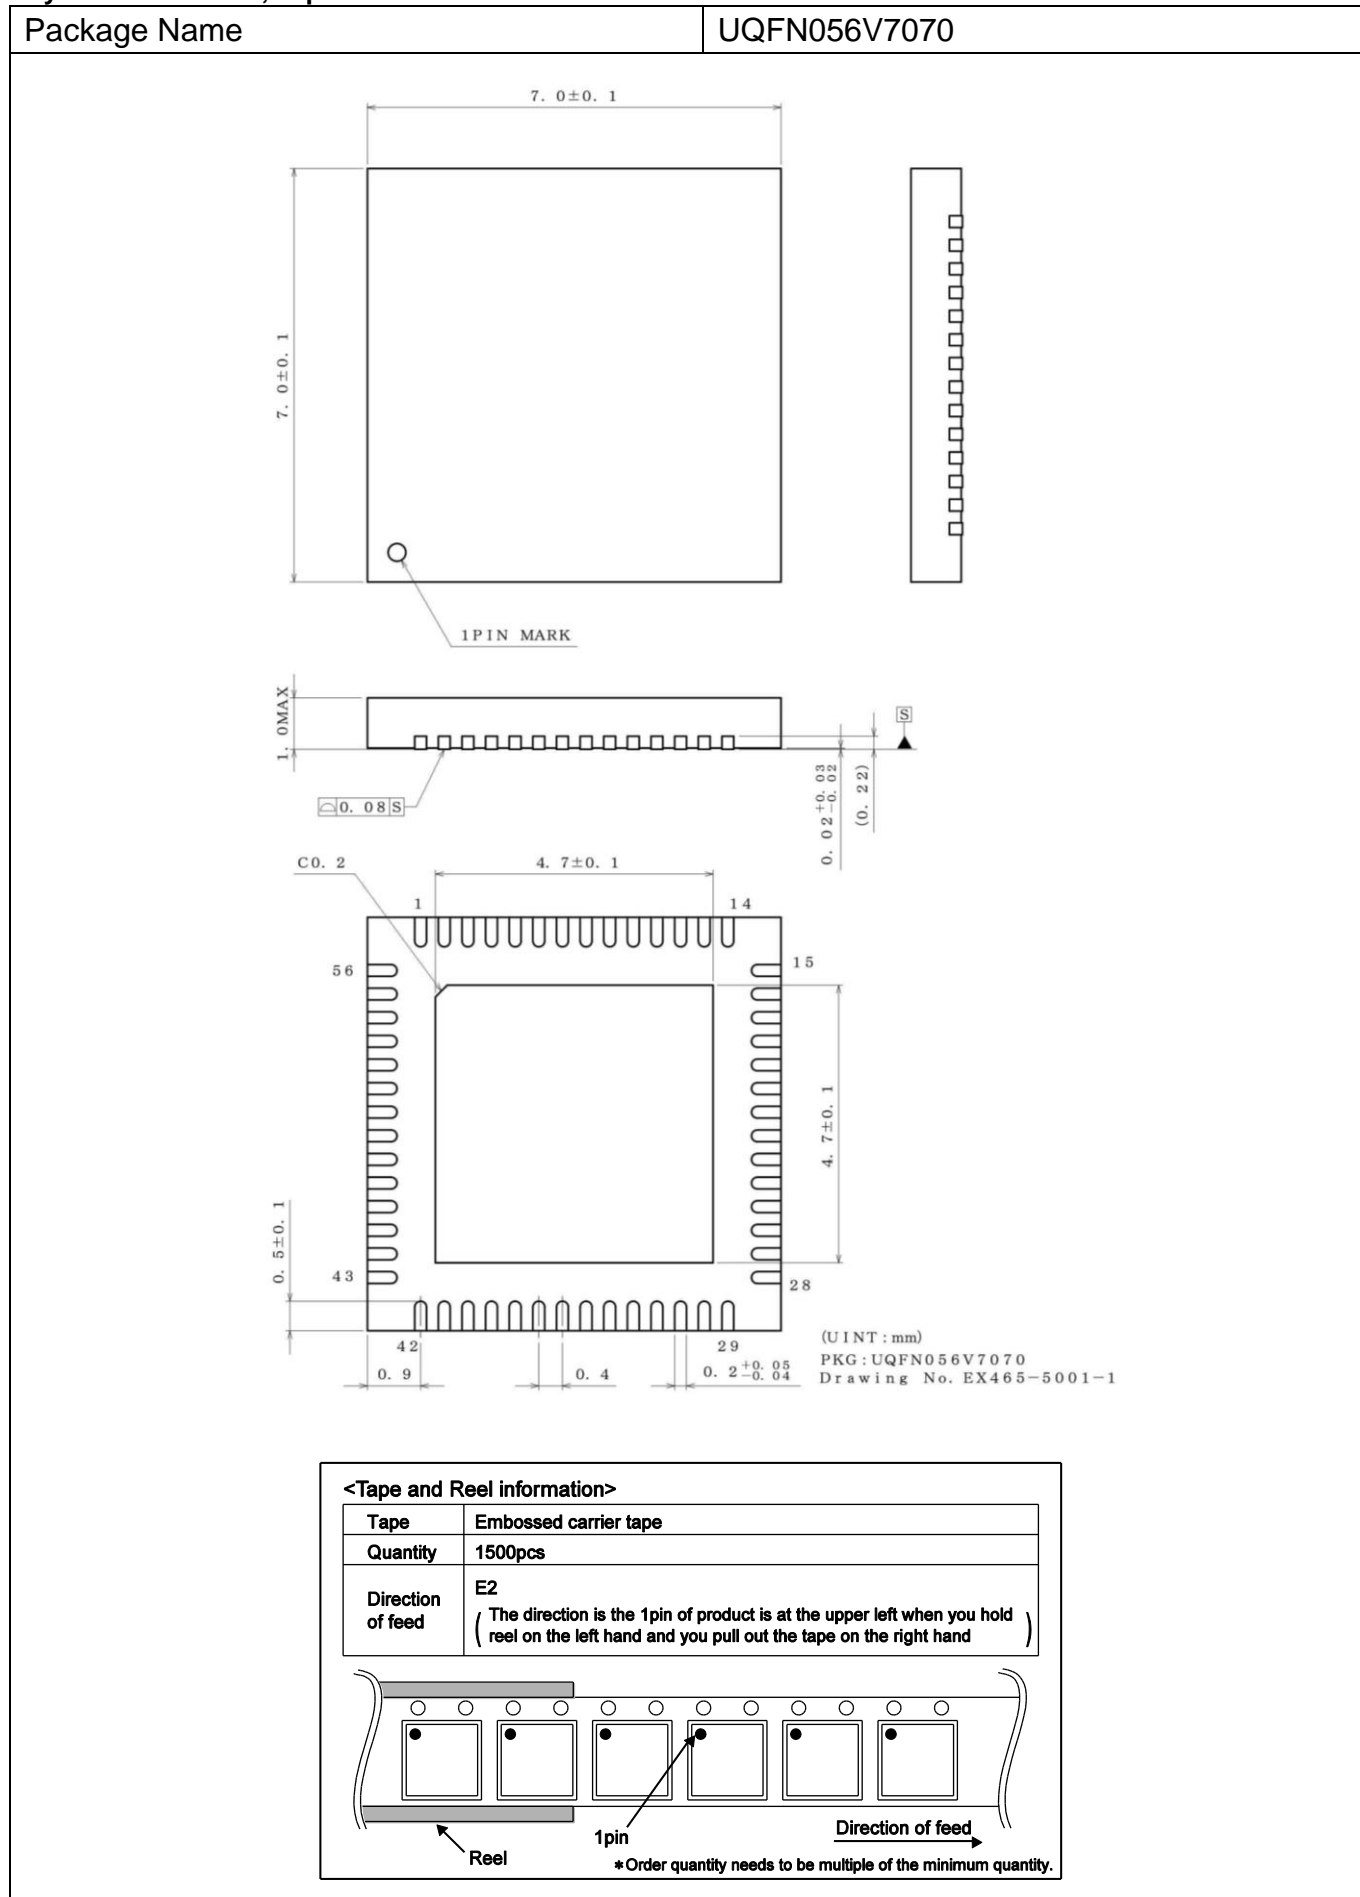 Package Name
UQFN056V7070
7. 0±0. 1
7. 0±0. 1
1PIN MARK
1. 0MAX
S
0. 08 S
0. 02 +0. 03 −0. 02
(0. 22)
C0. 2
4. 7±0. 1
1
14
56
15
4. 7±0. 1
0. 5±0. 1
43
28
42
29
0. 9
0. 4
0. 2 +0. 05 −0. 04
(UINT:mm)
PKG:UQFN056V7070
Drawing No. EX465−5001−1
<Tape and Reel information>
Tape
Embossed carrier tape
Quantity
1500pcs
Direction
of feed
E2
( The direction is the 1pin of product is at the upper left when you hold
reel on the left hand and you pull out the tape on the right hand )
1pin
Direction of feed
Reel
*Order quantity needs to be multiple of the minimum quantity.